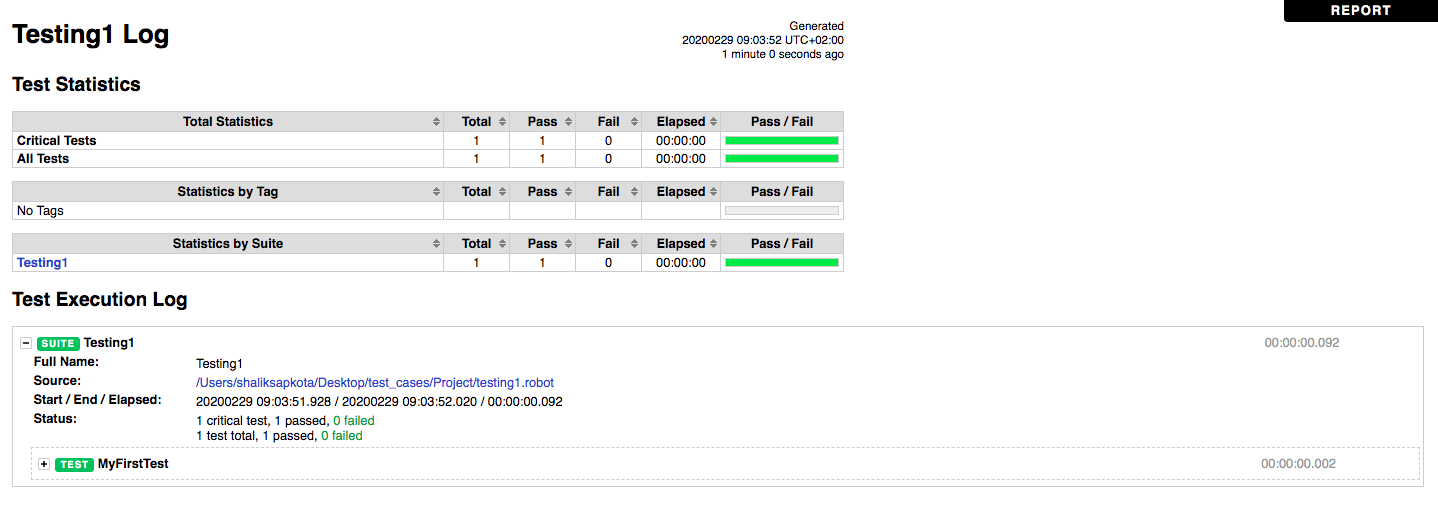 REPORT
Testing1 Log
Generated
20200229 09:03:52 UTC+02:00
1 minute 0 seconds ago
Test Statistics
Total Statistics Total Pass Fail Elapsed Pass / Fail
Critical Tests 1 1 0 00:00:00
All Tests 1 1 0 00:00:00
Statistics by Tag Total Pass Fail Elapsed Pass / Fail
No Tags
Statistics by Suite Total Pass Fail Elapsed Pass / Fail
Testing1 1 1 0 00:00:00
Test Execution Log
SUITE Testing1 00:00:00.092
Full Name: Testing1
Source: /Users/shaliksapkota/Desktop/test_cases/Project/testing1.robot
Start / End / Elapsed: 20200229 09:03:51.928 / 20200229 09:03:52.020 / 00:00:00.092
Status: 1 critical test, 1 passed, 0 failed
1 test total, 1 passed, 0 failed
TEST MyFirstTest 00:00:00.002